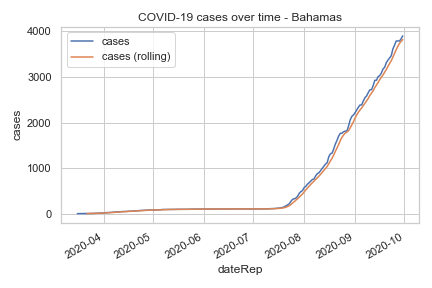 COVID-19 cases over time - Bahamas
cases
cases (rolling)
4000
3000
2000
1000
0
cases
2020-04
2020-05
2020-06
2020-07
2020-08
2020-09
2020-10
dateRep